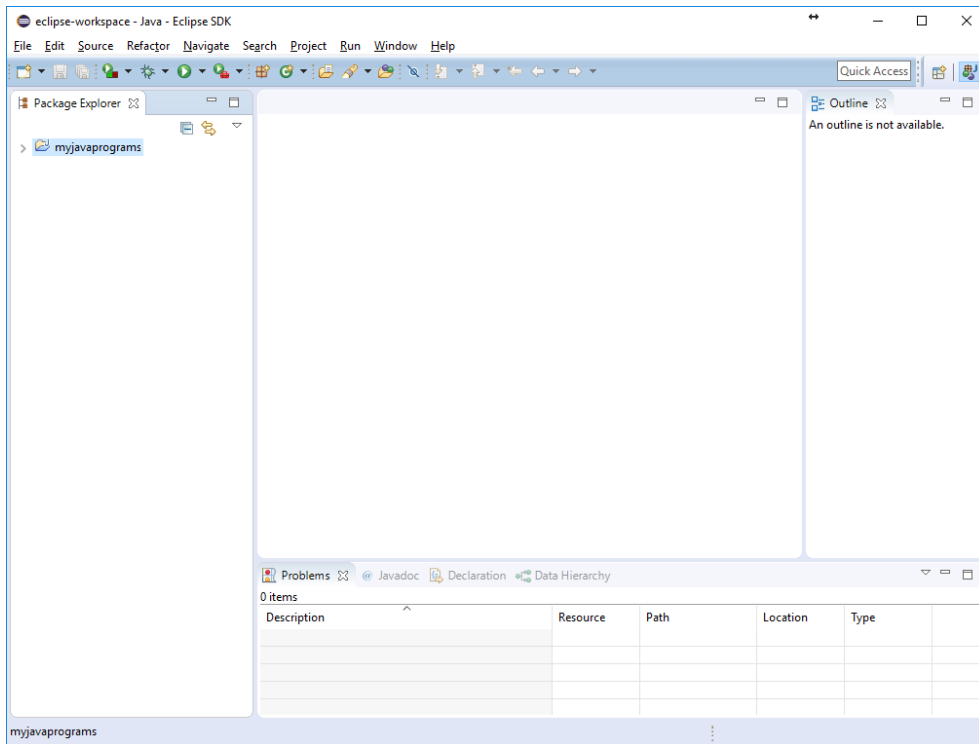 eclipse-workspace - Java - Eclipse SDK
File Edit Source Refactor Navigate Search Project Run Window Help
Quick Access
Package Explorer
myjavaprograms
Outline
An outline is not available.
Problems @ Javadoc Declaration Data Hierarchy
0 items
Description Resource Path Location Type
myjavaprograms